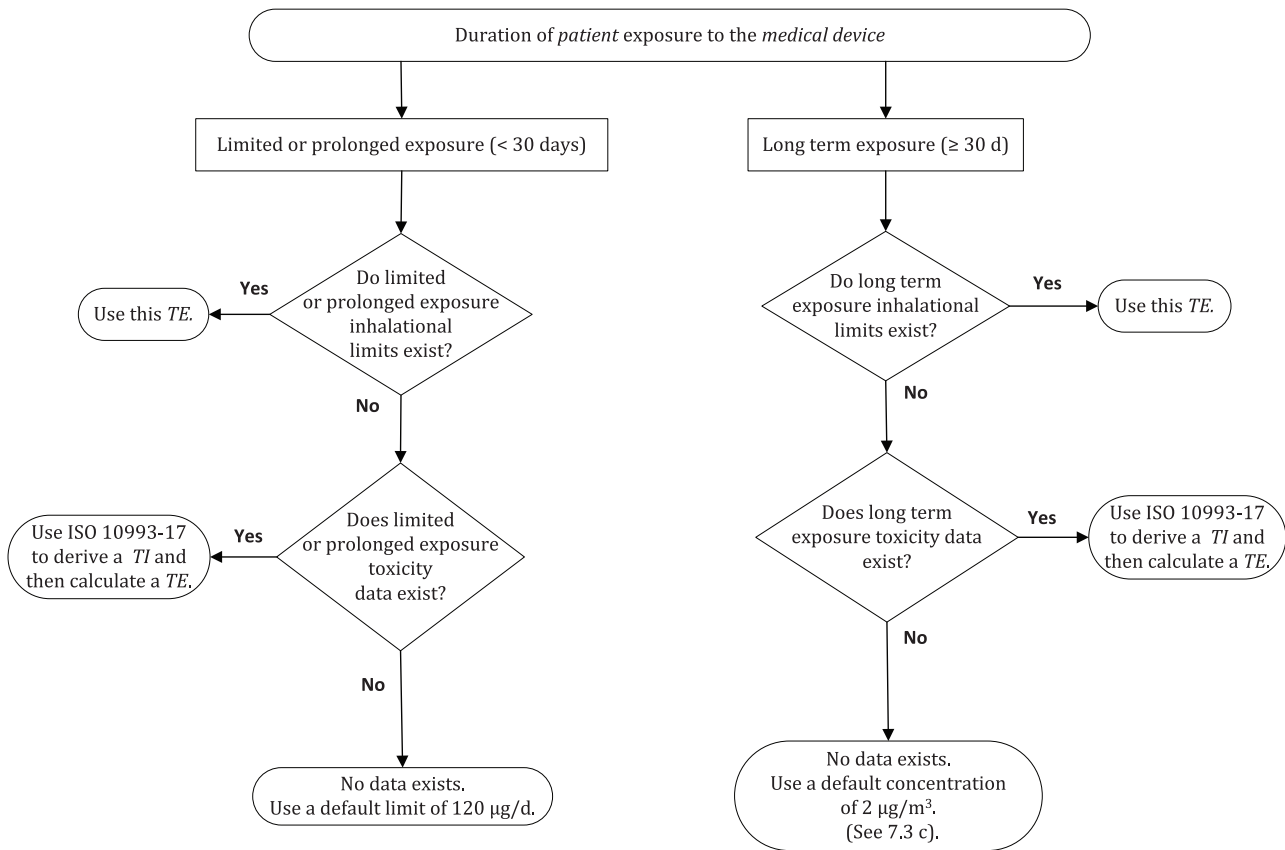 Duration of patient exposure to the medical device
Limited or prolonged exposure (< 30 days)
Long term exposure (≥ 30 d)
Do limited
or prolonged exposure
inhalational
limits exist?
Yes
Use this TE.
No
Do long term
exposure inhalational
limits exist?
Yes
Use this TE.
No
Does limited
or prolonged exposure
toxicity
data exist?
Yes
Use ISO 10993-17
to derive a TI and
then calculate a TE.
No
Does long term
exposure toxicity data
exist?
Yes
Use ISO 10993-17
to derive a TI and
then calculate a TE.
No
No data exists.
Use a default limit of 120 μg/d.
No data exists.
Use a default concentration
of 2 μg/m³.
(See 7.3 c).